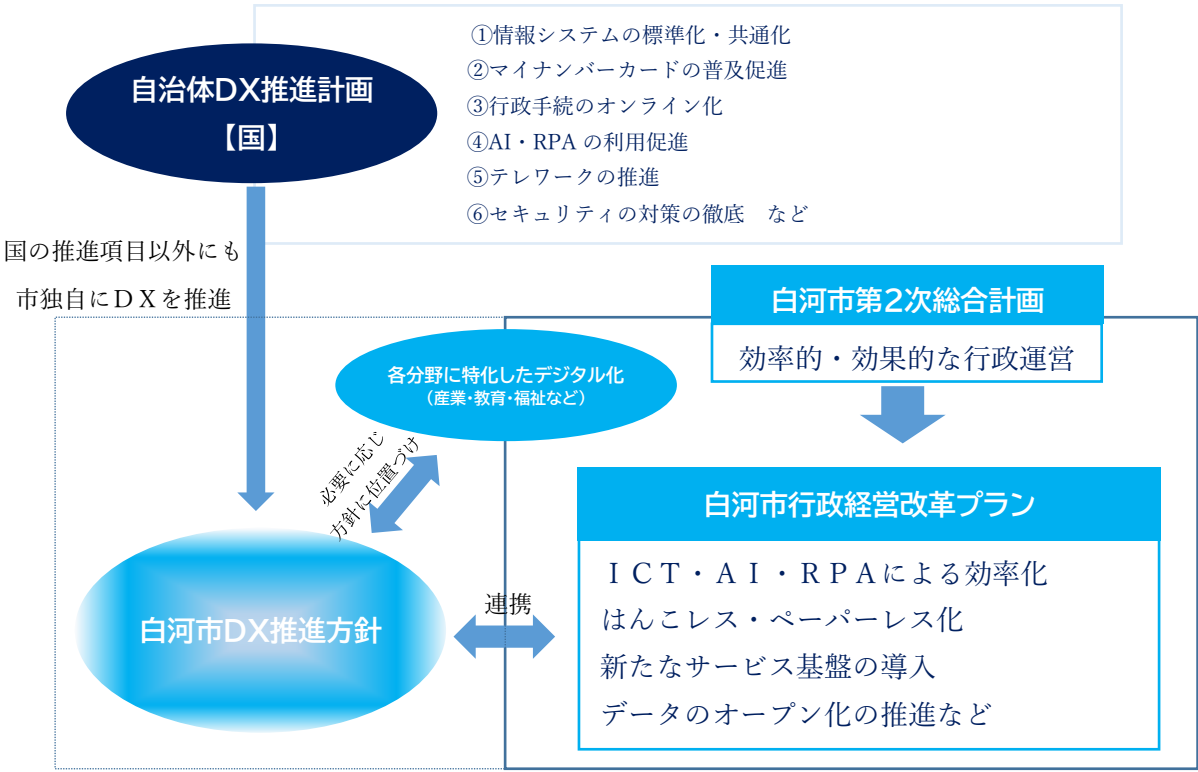 自治体DX推進計画
【国】
①情報システムの標準化・共通化
②マイナンバーカードの普及促進
③行政手続のオンライン化
④AI・RPA の利用促進
⑤テレワークの推進
⑥セキュリティの対策の徹底　など
国の推進項目以外にも
市独自にＤＸを推進
白河市第2次総合計画
効率的・効果的な行政運営
各分野に特化したデジタル化
（産業・教育・福祉など）
必要に応じ
方針に位置づけ
白河市行政経営改革プラン
ＩＣＴ・ＡＩ・ＲＰＡによる効率化
はんこレス・ペーパーレス化
新たなサービス基盤の導入
データのオープン化の推進など
連携
白河市DX推進方針